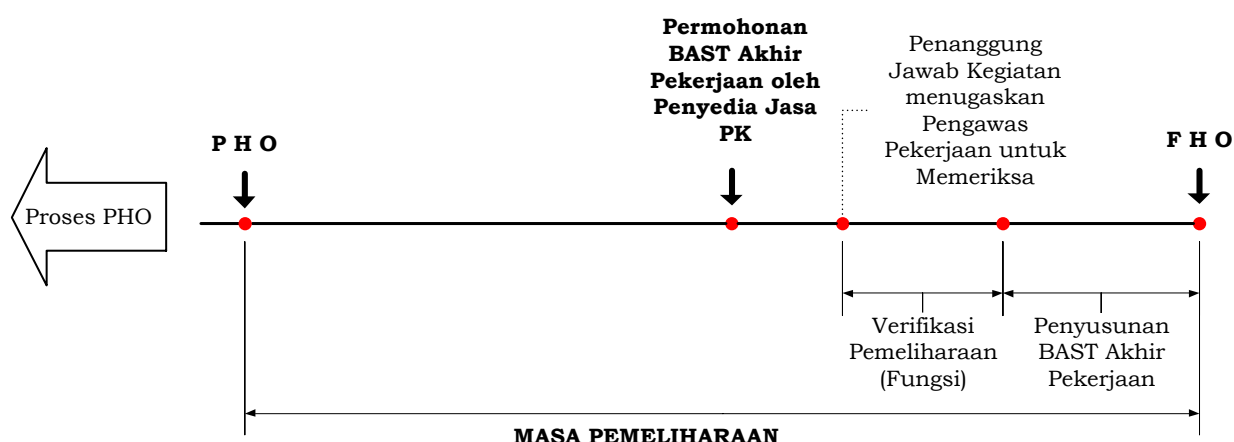 Proses PHO
P H O
Permohonan
BAST Akhir
Pekerjaan oleh
Penyedia Jasa
PK
Penanggung
Jawab Kegiatan
menugaskan
Pengawas
Pekerjaan untuk
Memeriksa
F H O
Verifikasi
Pemeliharaan
(Fungsi)
Penyusunan
BAST Akhir
Pekerjaan
MASA PEMELIHARAAN